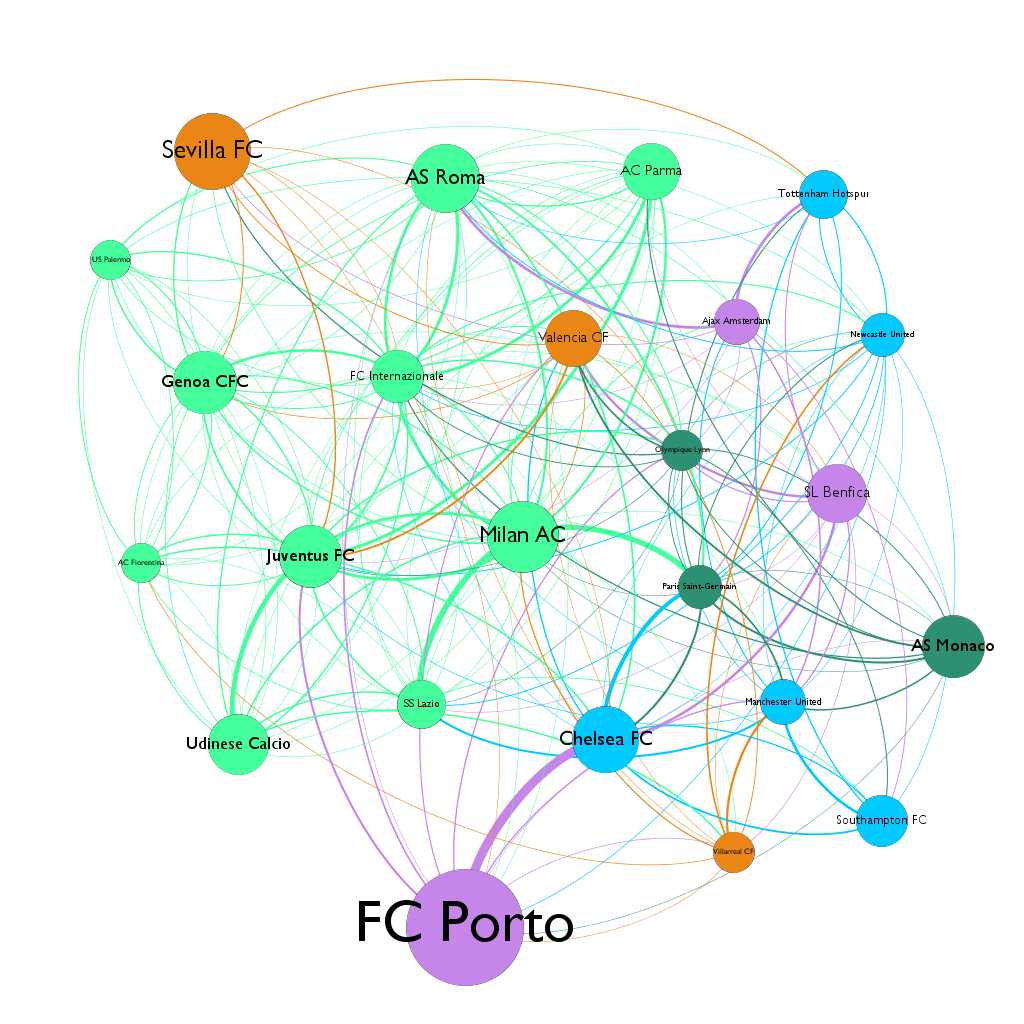 Sevilla FC
AS Roma
AC Parma
Tottenham Hotspur
US Palermo
Ajax Amsterdam
Newcastle United
Valencia CF
FC Internazionale
Genoa CFC
Olympique Lyon
SL Benfica
Milan AC
Juventus FC
AC Fiorentina
Paris Saint-Germain
AS Monaco
SS Lazio
Manchester United
Chelsea FC
Udinese Calcio
Southampton FC
Villarreal CF
FC Porto